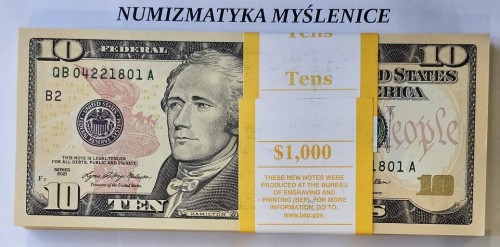 NUMIZMATYKA MYŚLENICE
10
FEDERAL
QB 04221801 A
B2
THIS NOTE IS LEGAL TENDER
FOR ALL DEBTS, PUBLIC AND PRIVATE
SERIES
2021
10
TEN
HAMILTON
Tens
Tens
$1,000
THESE NEW NOTES WERE
PRODUCED AT THE BUREAU
OF ENGRAVING AND
PRINTING (BEP). FOR MORE
INFORMATION, GO TO:
www.bep.gov.
10
D STATES
ERICA
People
1801 A
10